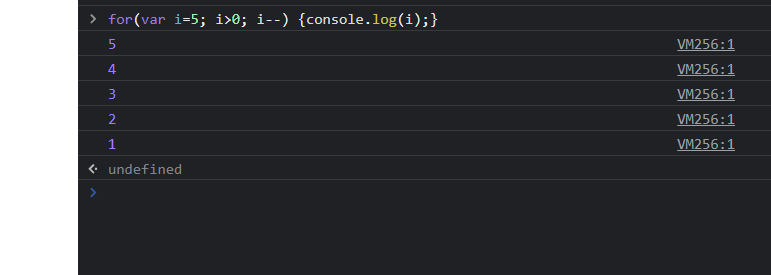 > for(var i=5; i>0; i--) {console.log(i);}
5 VM256:1
4 VM256:1
3 VM256:1
2 VM256:1
1 VM256:1
undefined
>